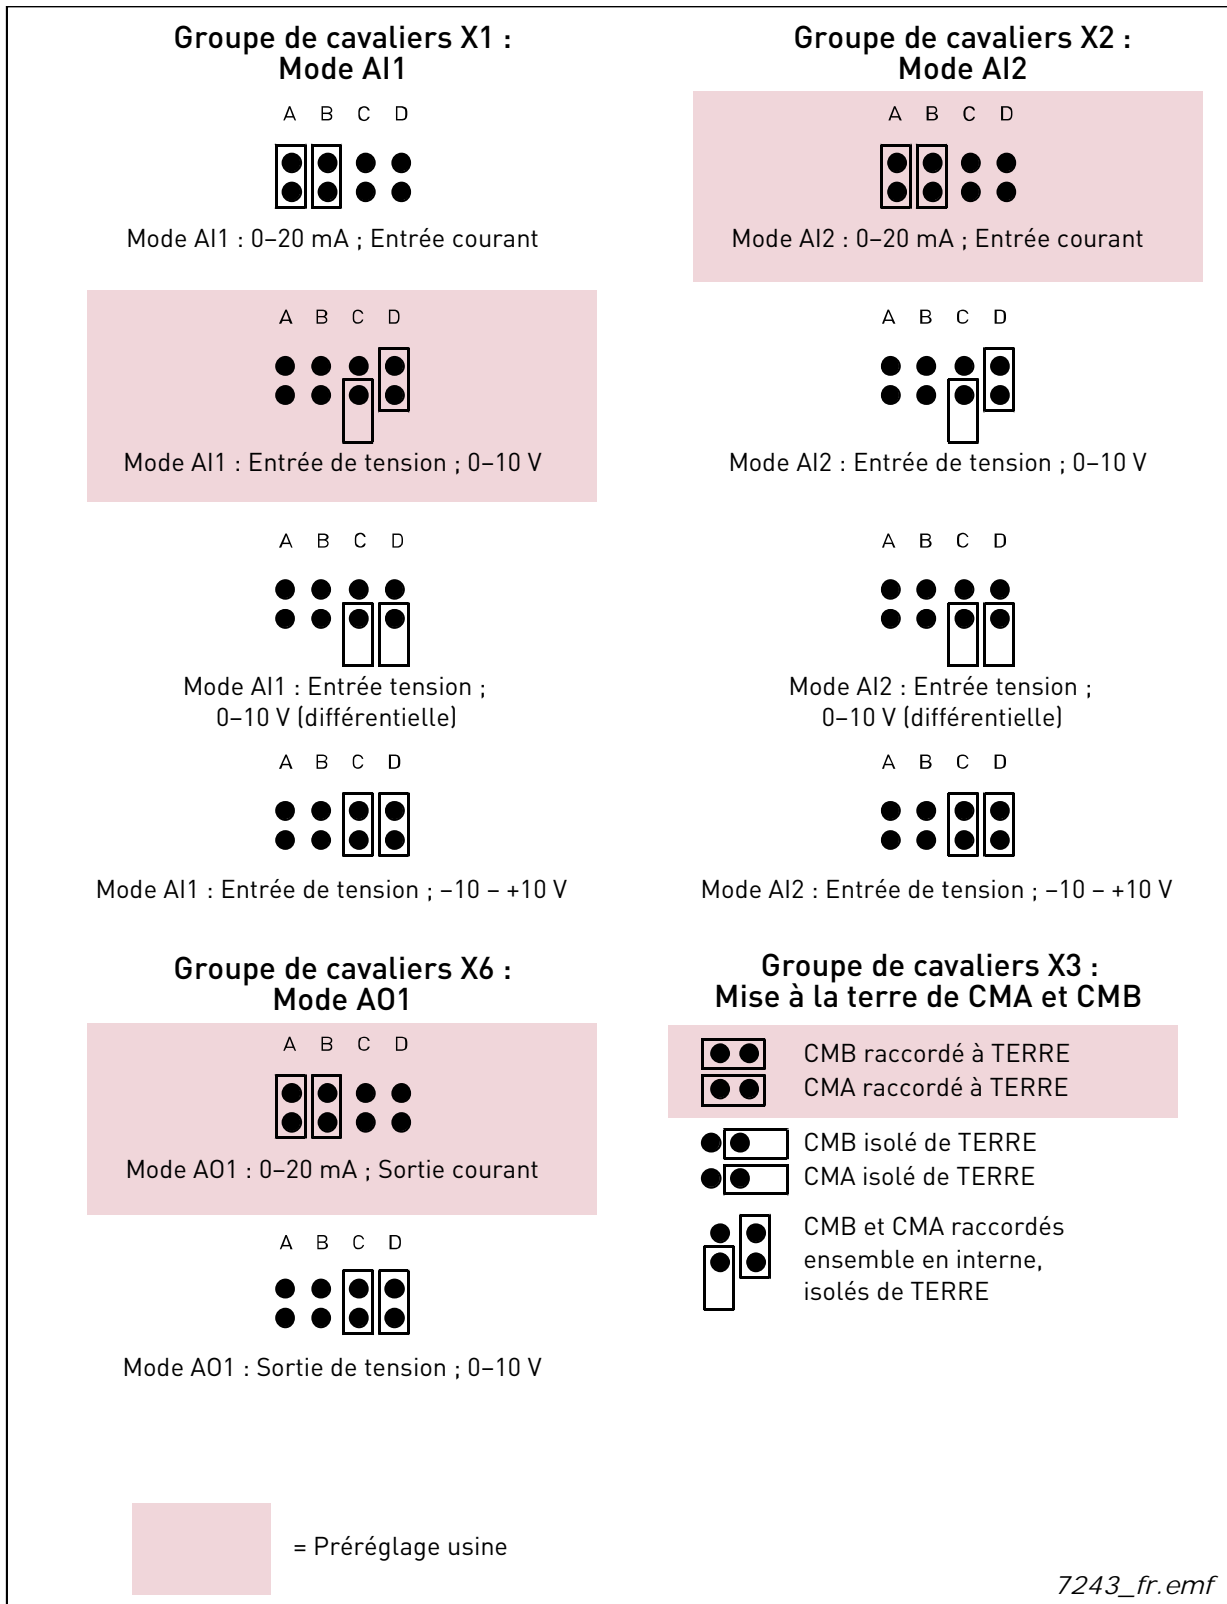 Groupe de cavaliers X1 :
Mode AI1
A B C D
Mode AI1 : 0–20 mA ; Entrée courant
A B C D
Mode AI1 : Entrée de tension ; 0–10 V
A B C D
Mode AI1 : Entrée tension ;
0–10 V (différentielle)
A B C D
Mode AI1 : Entrée de tension ; –10 – +10 V
Groupe de cavaliers X2 :
Mode AI2
A B C D
Mode AI2 : 0–20 mA ; Entrée courant
A B C D
Mode AI2 : Entrée de tension ; 0–10 V
A B C D
Mode AI2 : Entrée tension ;
0–10 V (différentielle)
A B C D
Mode AI2 : Entrée de tension ; –10 – +10 V
Groupe de cavaliers X6 :
Mode AO1
A B C D
Mode AO1 : 0–20 mA ; Sortie courant
A B C D
Mode AO1 : Sortie de tension ; 0–10 V
Groupe de cavaliers X3 :
Mise à la terre de CMA et CMB
CMB raccordé à TERRE
CMA raccordé à TERRE
CMB isolé de TERRE
CMA isolé de TERRE
CMB et CMA raccordés
ensemble en interne,
isolés de TERRE
= Préréglage usine
7243_fr.emf